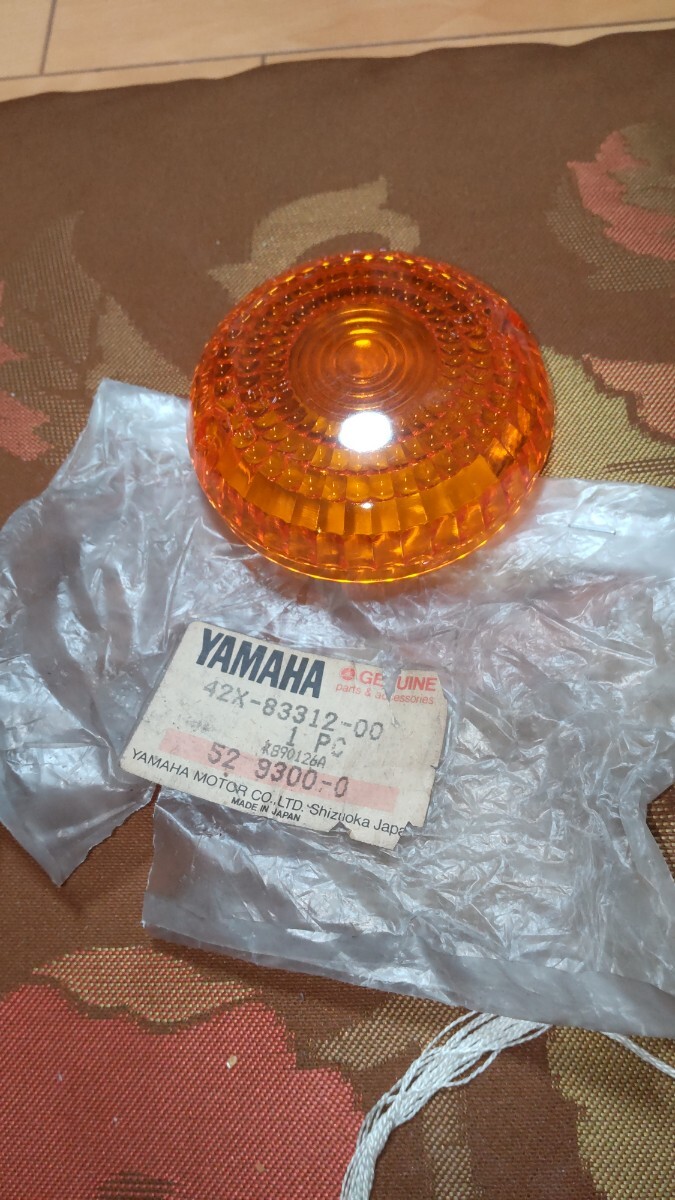 YAMAHA
GENUINE
parts & accessories
42X-83312-00
1 PC
K890126A
52 9300-0
YAMAHA MOTOR CO.,LTD. Shizuoka Japa
MADE IN JAPAN